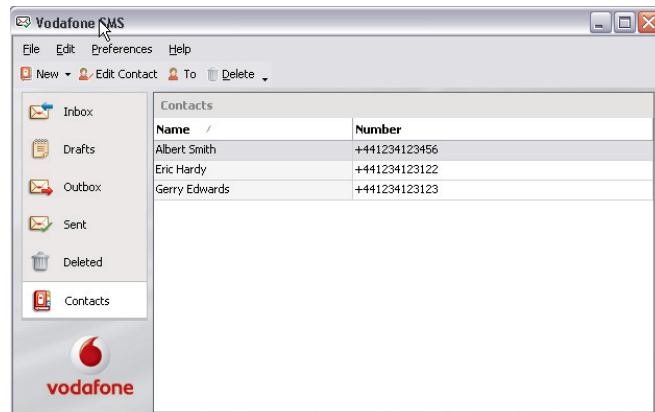 Vodafone SMS
File Edit Preferences Help
New Edit Contact To Delete
Inbox
Drafts
Outbox
Sent
Deleted
Contacts
vodafone
Contacts
Name Number
Albert Smith +441234123456
Eric Hardy +441234123122
Gerry Edwards +441234123123